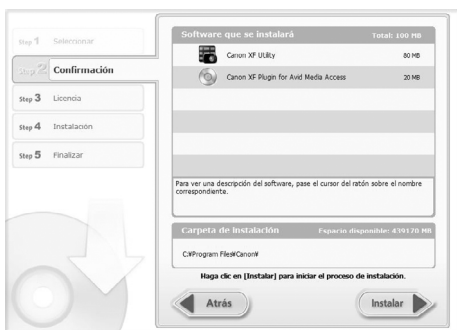 Step 1 Seleccionar
Step 2 Confirmación
Step 3 Licencia
Step 4 Instalación
Step 5 Finalizar
Software que se instalará Total: 100 MB
Canon XF Utility 80 MB
Canon XF Plugin for Avid Media Access 20 MB
Para ver una descripción del software, pase el cursor del ratón sobre el nombre
correspondiente.
Carpeta de instalación Espacio disponible: 439170 MB
C:¥Program Files¥Canon¥
Haga clic en [Instalar] para iniciar el proceso de instalación.
Atrás Instalar